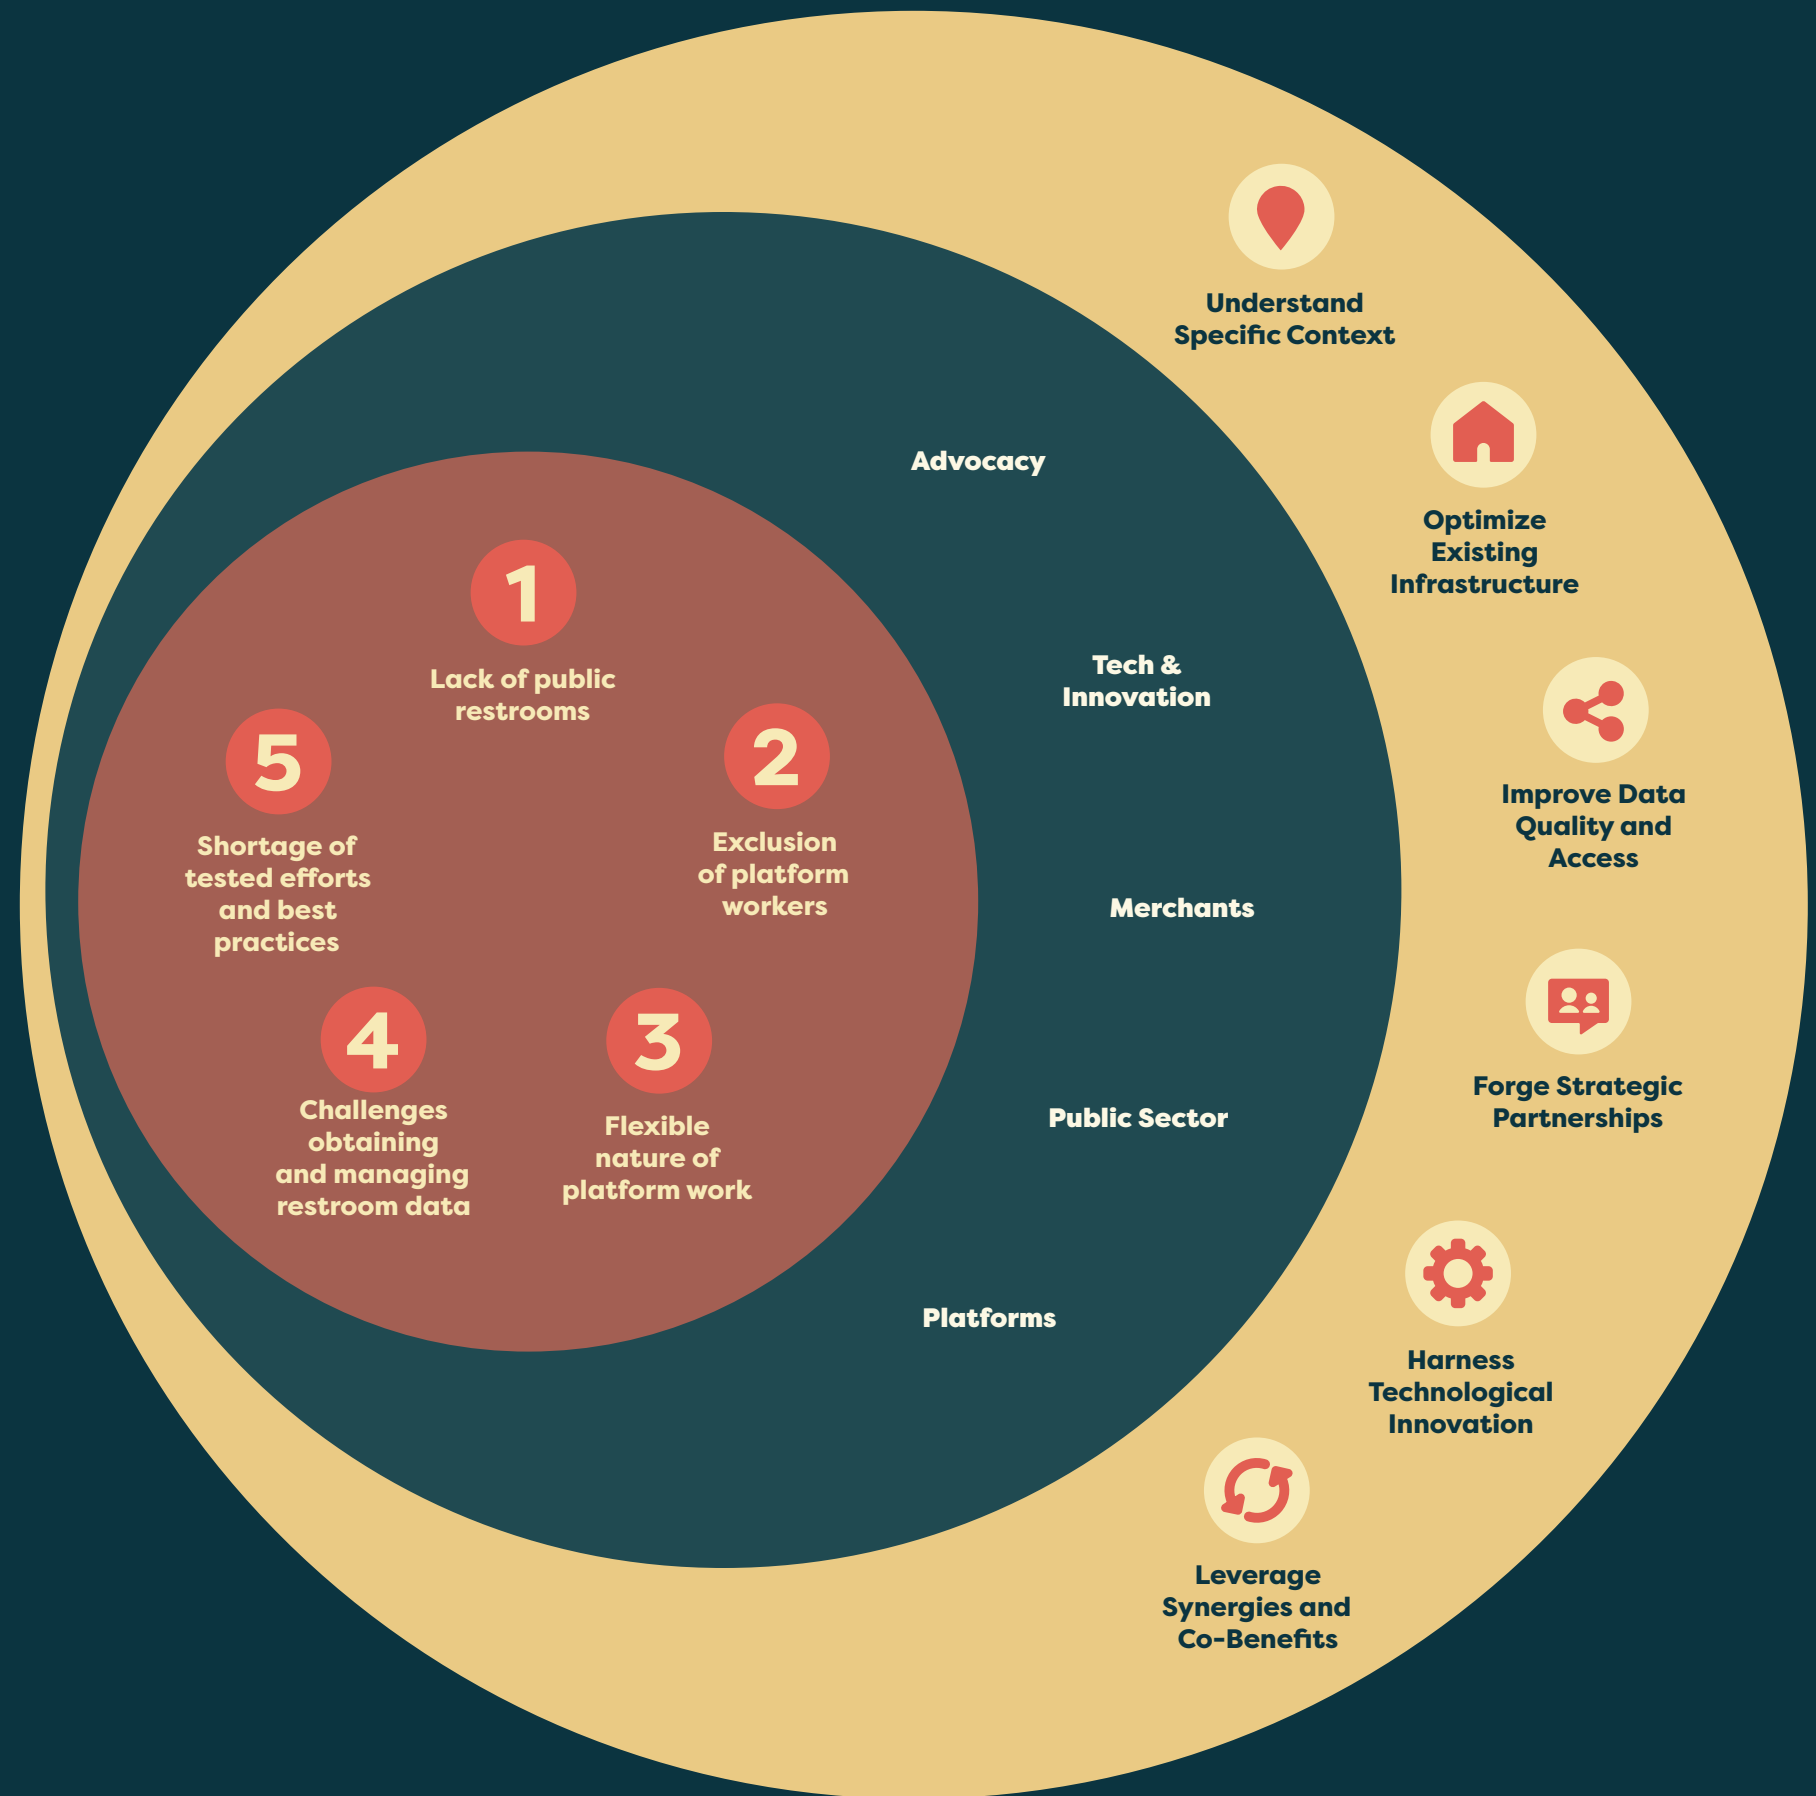 1
Lack of public
restrooms
2
Exclusion
of platform
workers
3
Flexible
nature of
platform work
4
Challenges
obtaining
and managing
restroom data
5
Shortage of
tested efforts
and best
practices
Advocacy
Tech &
Innovation
Merchants
Public Sector
Platforms
Understand
Specific Context
Optimize
Existing
Infrastructure
Improve Data
Quality and
Access
Forge Strategic
Partnerships
Harness
Technological
Innovation
Leverage
Synergies and
Co-Benefits